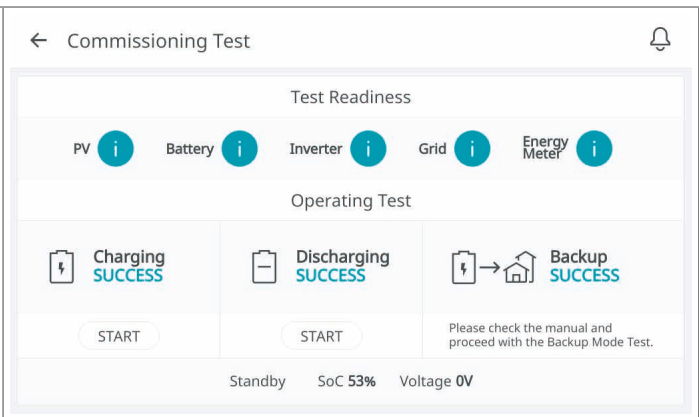 Commissioning Test
Test Readiness
PV i Battery i Inverter i Grid i Energy Meter i
Operating Test
Charging
SUCCESS
Discharging
SUCCESS
Backup
SUCCESS
START
START
Please check the manual and
proceed with the Backup Mode Test.
Standby SoC 53% Voltage 0V